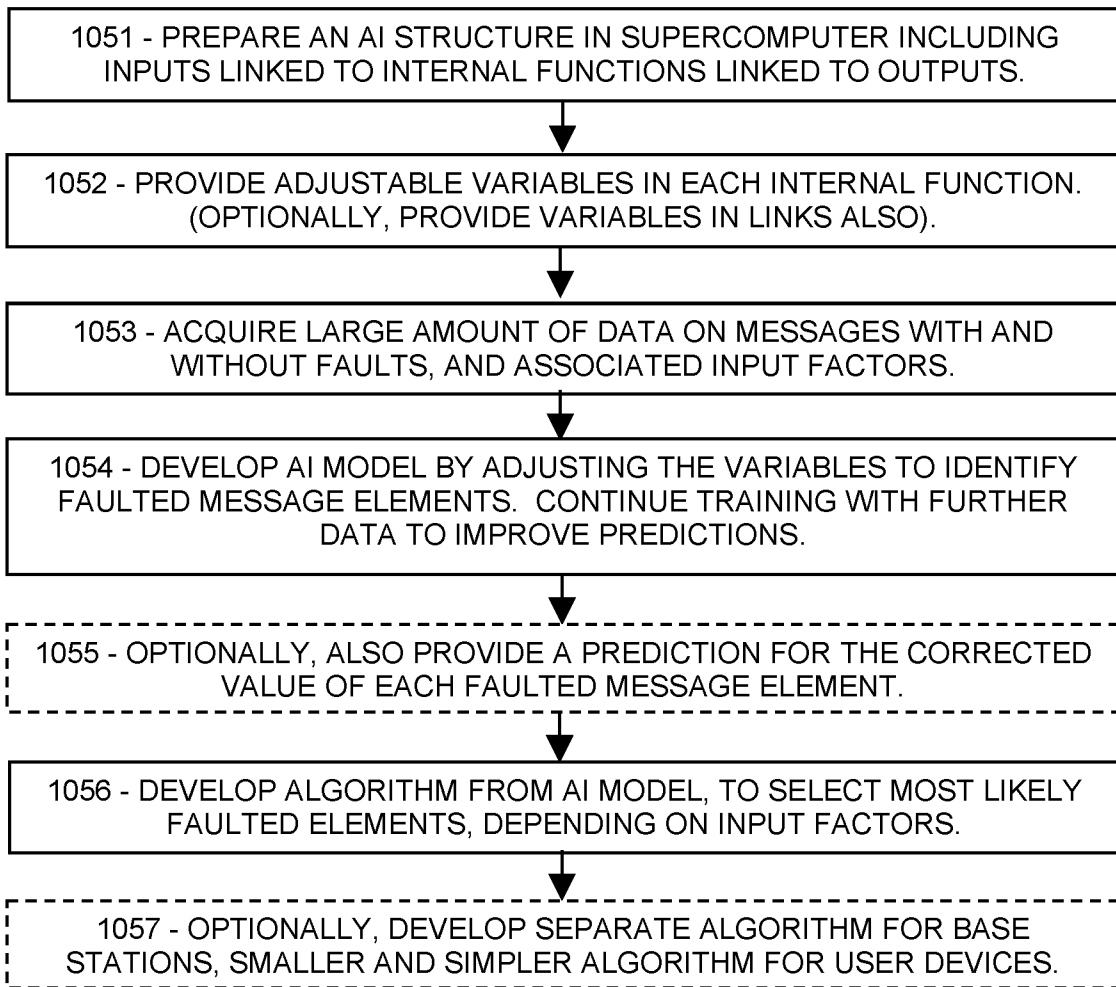 1051 - PREPARE AN AI STRUCTURE IN SUPERCOMPUTER INCLUDING
INPUTS LINKED TO INTERNAL FUNCTIONS LINKED TO OUTPUTS.
1052 - PROVIDE ADJUSTABLE VARIABLES IN EACH INTERNAL FUNCTION.
(OPTIONALLY, PROVIDE VARIABLES IN LINKS ALSO).
1053 - ACQUIRE LARGE AMOUNT OF DATA ON MESSAGES WITH AND
WITHOUT FAULTS, AND ASSOCIATED INPUT FACTORS.
1054 - DEVELOP AI MODEL BY ADJUSTING THE VARIABLES TO IDENTIFY
FAULTED MESSAGE ELEMENTS. CONTINUE TRAINING WITH FURTHER
DATA TO IMPROVE PREDICTIONS.
1055 - OPTIONALLY, ALSO PROVIDE A PREDICTION FOR THE CORRECTED
VALUE OF EACH FAULTED MESSAGE ELEMENT.
1056 - DEVELOP ALGORITHM FROM AI MODEL, TO SELECT MOST LIKELY
FAULTED ELEMENTS, DEPENDING ON INPUT FACTORS.
1057 - OPTIONALLY, DEVELOP SEPARATE ALGORITHM FOR BASE
STATIONS, SMALLER AND SIMPLER ALGORITHM FOR USER DEVICES.